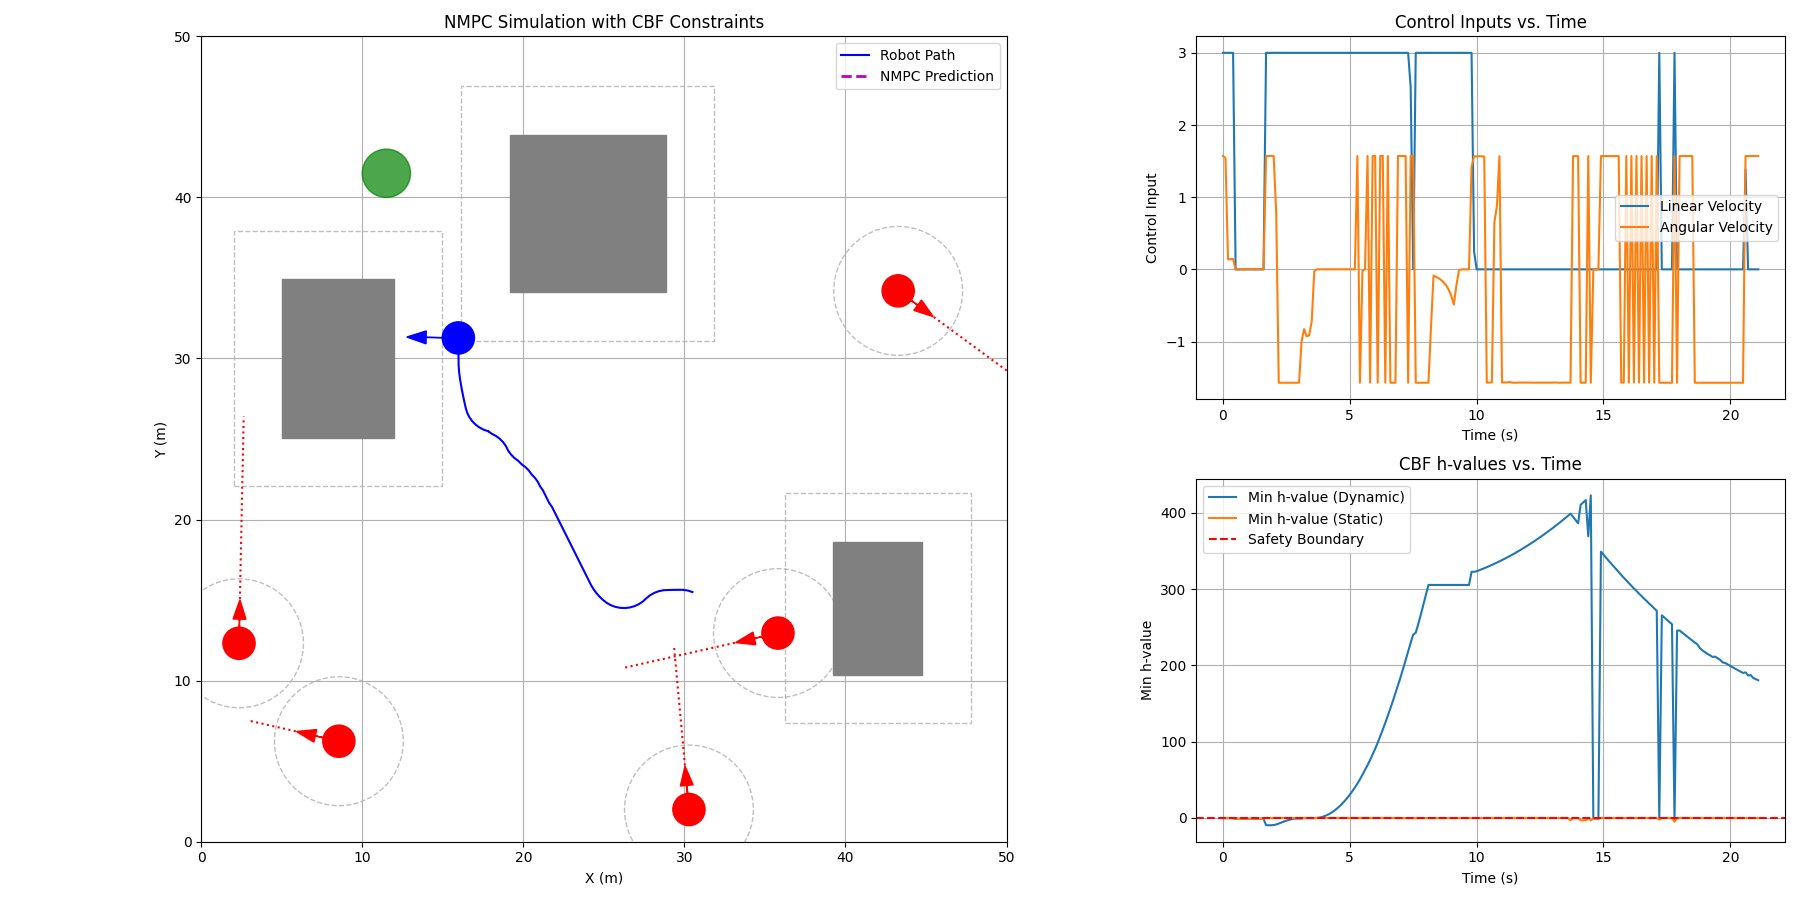 NMPC Simulation with CBF Constraints
Robot Path
NMPC Prediction
50
40
30
20
10
0
Y (m)
0 10 20 30 40 50
X (m)
Control Inputs vs. Time
3
2
1
0
−1
Control Input
Linear Velocity
Angular Velocity
0 5 10 15 20
Time (s)
CBF h-values vs. Time
Min h-value (Dynamic)
Min h-value (Static)
Safety Boundary
400
300
200
100
0
Min h-value
0 5 10 15 20
Time (s)